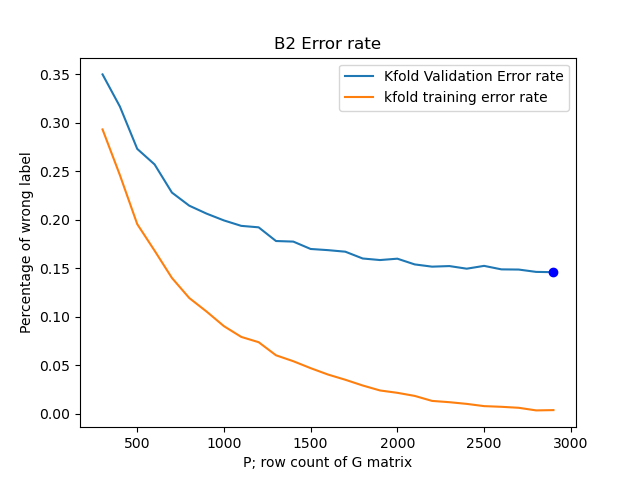 B2 Error rate
Kfold Validation Error rate
kfold training error rate
Percentage of wrong label
0.35
0.30
0.25
0.20
0.15
0.10
0.05
0.00
500 1000 1500 2000 2500 3000
P; row count of G matrix